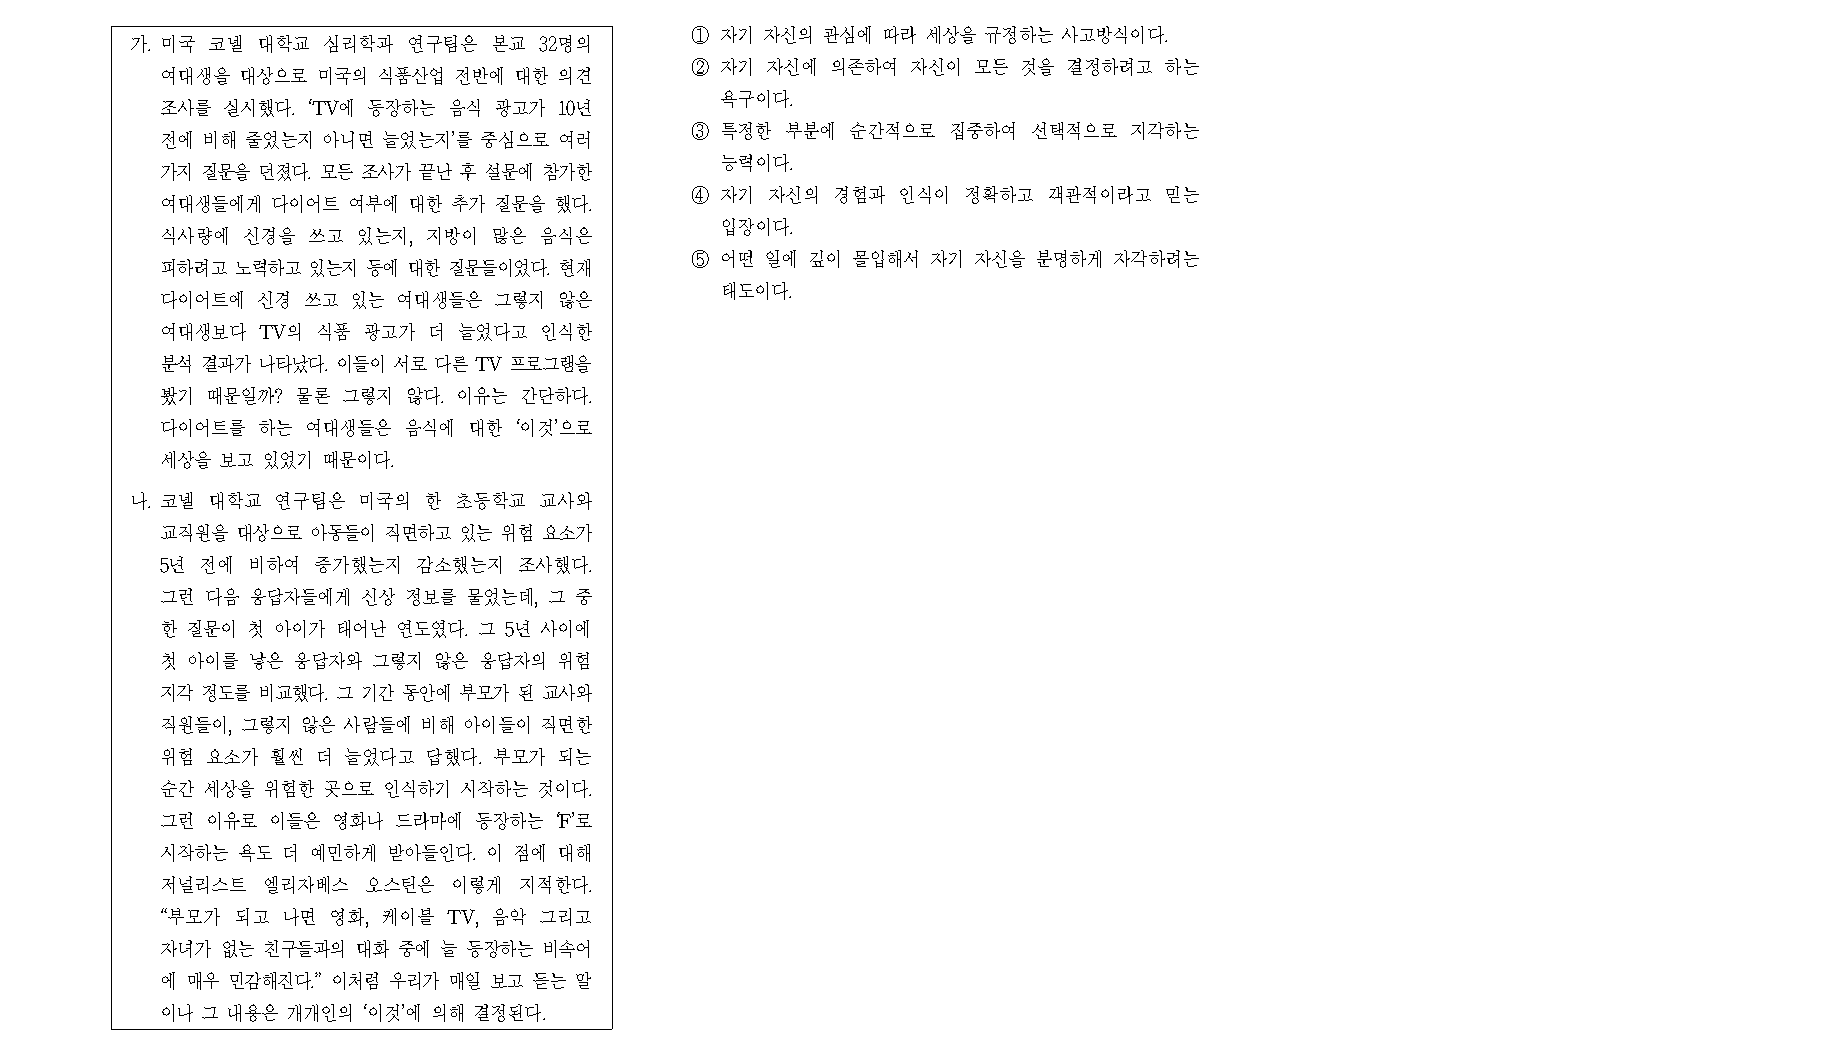 가. 미국 코넬 대학교 심리학과 연구팀은 본교 32명의
여대생을 대상으로 미국의 식품산업 전반에 대한 의견
조사를 실시했다. ‘TV에 등장하는 음식 광고가 10년
전에 비해 줄었는지 아니면 늘었는지’를 중심으로 여러
가지 질문을 던졌다. 모든 조사가 끝난 후 설문에 참가한
여대생들에게 다이어트 여부에 대한 추가 질문을 했다.
식사량에 신경을 쓰고 있는지, 지방이 많은 음식은
피하려고 노력하고 있는지 등에 대한 질문들이었다. 현재
다이어트에 신경 쓰고 있는 여대생들은 그렇지 않은
여대생보다 TV의 식품 광고가 더 늘었다고 인식한
분석 결과가 나타났다. 이들이 서로 다른 TV 프로그램을
봤기 때문일까? 물론 그렇지 않다. 이유는 간단하다.
다이어트를 하는 여대생들은 음식에 대한 ‘이것’으로
세상을 보고 있었기 때문이다.
나. 코넬 대학교 연구팀은 미국의 한 초등학교 교사와
교직원을 대상으로 아동들이 직면하고 있는 위험 요소가
5년 전에 비하여 증가했는지 감소했는지 조사했다.
그런 다음 응답자들에게 신상 정보를 물었는데, 그 중
한 질문이 첫 아이가 태어난 연도였다. 그 5년 사이에
첫 아이를 낳은 응답자와 그렇지 않은 응답자의 위험
지각 정도를 비교했다. 그 기간 동안에 부모가 된 교사와
직원들이, 그렇지 않은 사람들에 비해 아이들이 직면한
위험 요소가 훨씬 더 늘었다고 답했다. 부모가 되는
순간 세상을 위험한 곳으로 인식하기 시작하는 것이다.
그런 이유로 이들은 영화나 드라마에 등장하는 ‘F’로
시작하는 욕도 더 예민하게 받아들인다. 이 점에 대해
저널리스트 엘리자베스 오스틴은 이렇게 지적한다.
“부모가 되고 나면 영화, 케이블 TV, 음악 그리고
자녀가 없는 친구들과의 대화 중에 늘 등장하는 비속어
에 매우 민감해진다.” 이처럼 우리가 매일 보고 듣는 말
이나 그 내용은 개개인의 ‘이것’에 의해 결정된다.
① 자기 자신의 관심에 따라 세상을 규정하는 사고방식이다.
② 자기 자신에 의존하여 자신이 모든 것을 결정하려고 하는
욕구이다.
③ 특정한 부분에 순간적으로 집중하여 선택적으로 지각하는
능력이다.
④ 자기 자신의 경험과 인식이 정확하고 객관적이라고 믿는
입장이다.
⑤ 어떤 일에 깊이 몰입해서 자기 자신을 분명하게 자각하려는
태도이다.